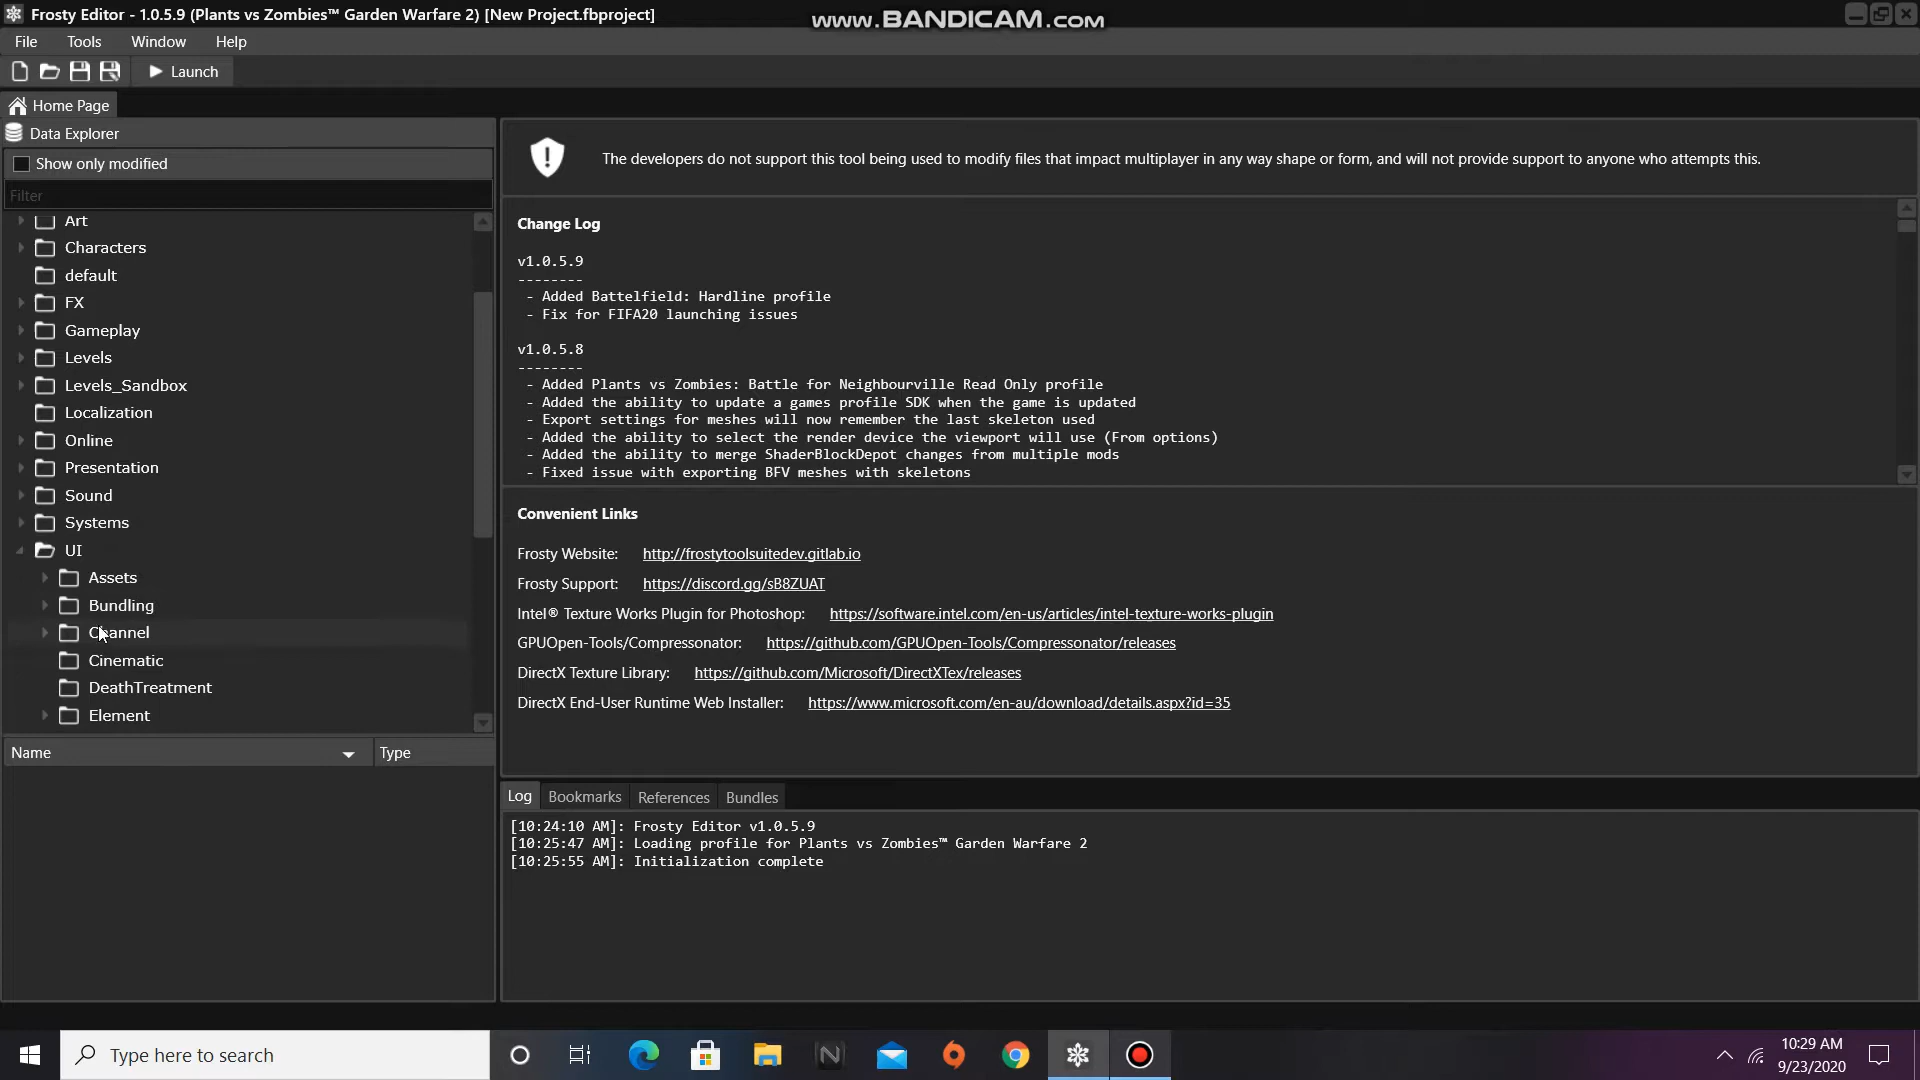 Frosty Editor - 1.0.5.9 (Plants vs Zombies™ Garden Warfare 2) [New Project.fbproject]
www.BANDICAM.com
File Tools Window Help
Launch
Home Page
Data Explorer
Show only modified
Filter
Art
Characters
default
FX
Gameplay
Levels
Levels_Sandbox
Localization
Online
Presentation
Sound
Systems
UI
Assets
Bundling
Channel
Cinematic
DeathTreatment
Element
Name Type
The developers do not support this tool being used to modify files that impact multiplayer in any way shape or form, and will not provide support to anyone who attempts this.
Change Log
v1.0.5.9
--------
- Added Battelfield: Hardline profile
- Fix for FIFA20 launching issues
v1.0.5.8
--------
- Added Plants vs Zombies: Battle for Neighbourville Read Only profile
- Added the ability to update a games profile SDK when the game is updated
- Export settings for meshes will now remember the last skeleton used
- Added the ability to select the render device the viewport will use (From options)
- Added the ability to merge ShaderBlockDepot changes from multiple mods
- Fixed issue with exporting BFV meshes with skeletons
Convenient Links
Frosty Website: http://frostytoolsuitedev.gitlab.io
Frosty Support: https://discord.gg/sB8ZUAT
Intel® Texture Works Plugin for Photoshop: https://software.intel.com/en-us/articles/intel-texture-works-plugin
GPUOpen-Tools/Compressonator: https://github.com/GPUOpen-Tools/Compressonator/releases
DirectX Texture Library: https://github.com/Microsoft/DirectXTex/releases
DirectX End-User Runtime Web Installer: https://www.microsoft.com/en-au/download/details.aspx?id=35
Log Bookmarks References Bundles
[10:24:10 AM]: Frosty Editor v1.0.5.9
[10:25:47 AM]: Loading profile for Plants vs Zombies™ Garden Warfare 2
[10:25:55 AM]: Initialization complete
Type here to search
10:29 AM
9/23/2020